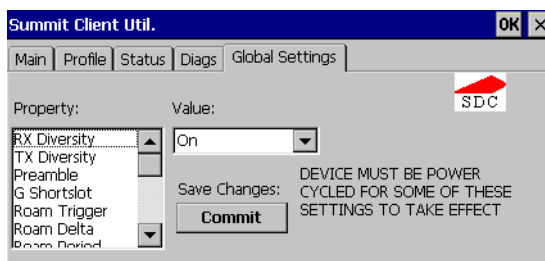 Summit Client Util.
OK ×
Main Profile Status Diags Global Settings
SDC
Property:
Value:
RX Diversity
TX Diversity
Preamble
G Shortslot
Roam Trigger
Roam Delta
Roam Period
On
Save Changes:
Commit
DEVICE MUST BE POWER
CYCLED FOR SOME OF THESE
SETTINGS TO TAKE EFFECT